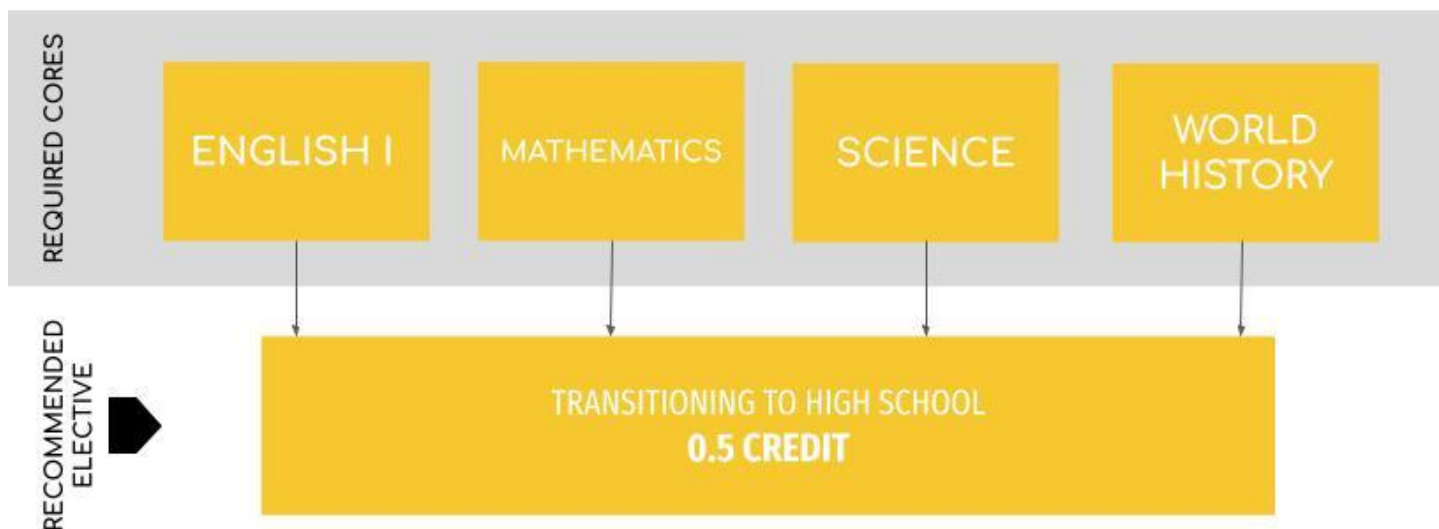 REQUIRED CORES
ENGLISH I
MATHEMATICS
SCIENCE
WORLD
HISTORY
RECOMMENDED
ELECTIVE
TRANSITIONING TO HIGH SCHOOL
0.5 CREDIT